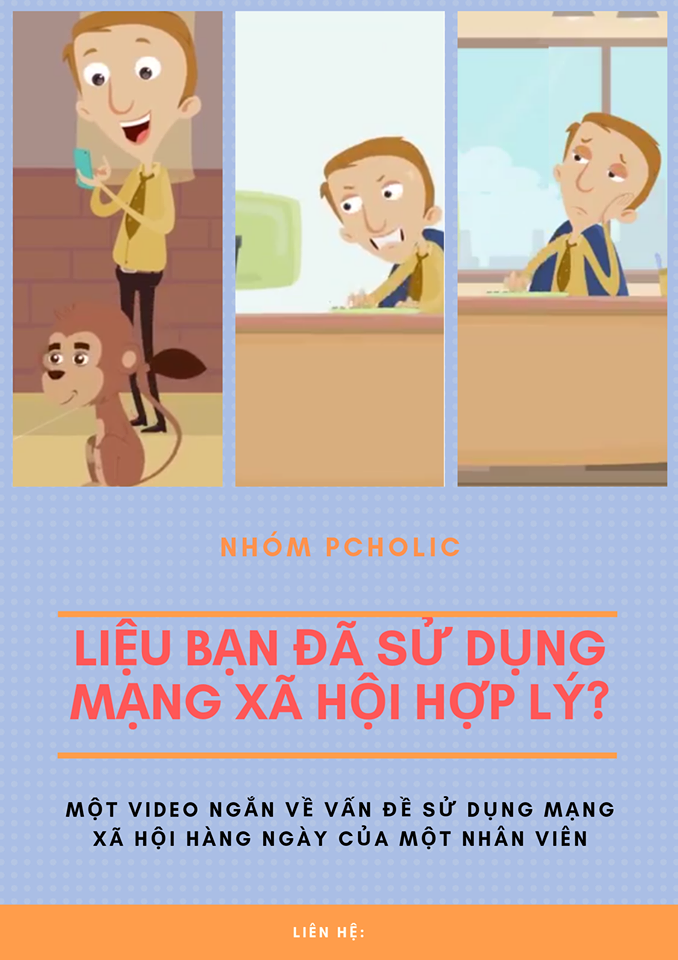 NHÓM PCHOLIC
LIỆU BẠN ĐÃ SỬ DỤNG
MẠNG XÃ HỘI HỢP LÝ?
MỘT VIDEO NGẮN VỀ VẤN ĐỀ SỬ DỤNG MẠNG
XÃ HỘI HÀNG NGÀY CỦA MỘT NHÂN VIÊN
LIÊN HỆ: